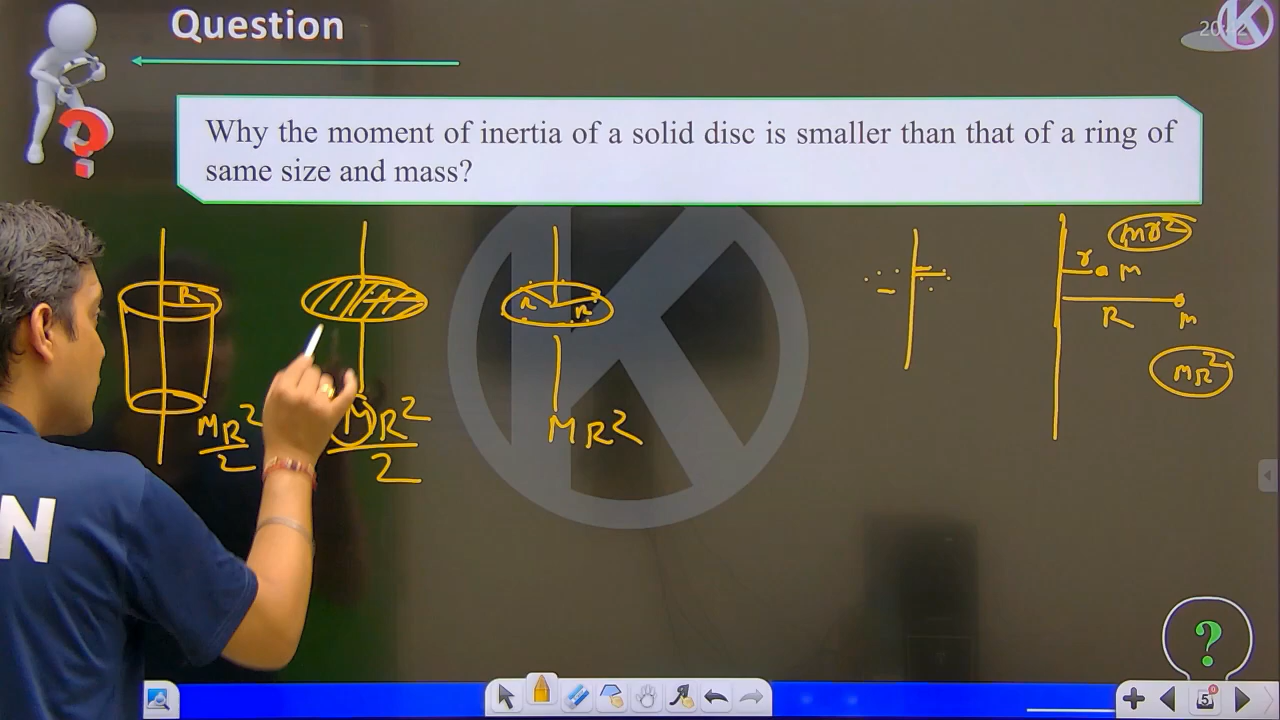 Question
Why the moment of inertia of a solid disc is smaller than that of a ring of
same size and mass?
mr²
r
M
R
R
R
R
M
mR²
MR²/2
MR²/2
MR²
N
5